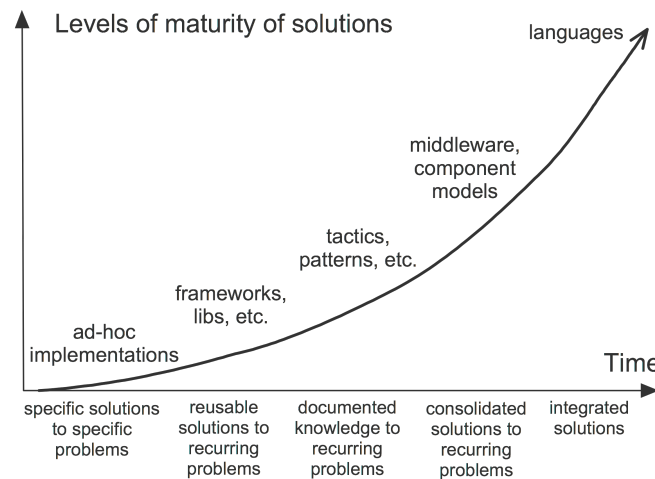 Levels of maturity of solutions
languages
middleware,
component
models
tactics,
patterns, etc.
frameworks,
libs, etc.
ad-hoc
implementations
Time
specific solutions
to specific
problems
reusable
solutions to
recurring
problems
documented
knowledge to
recurring
problems
consolidated
solutions to
recurring
problems
integrated
solutions